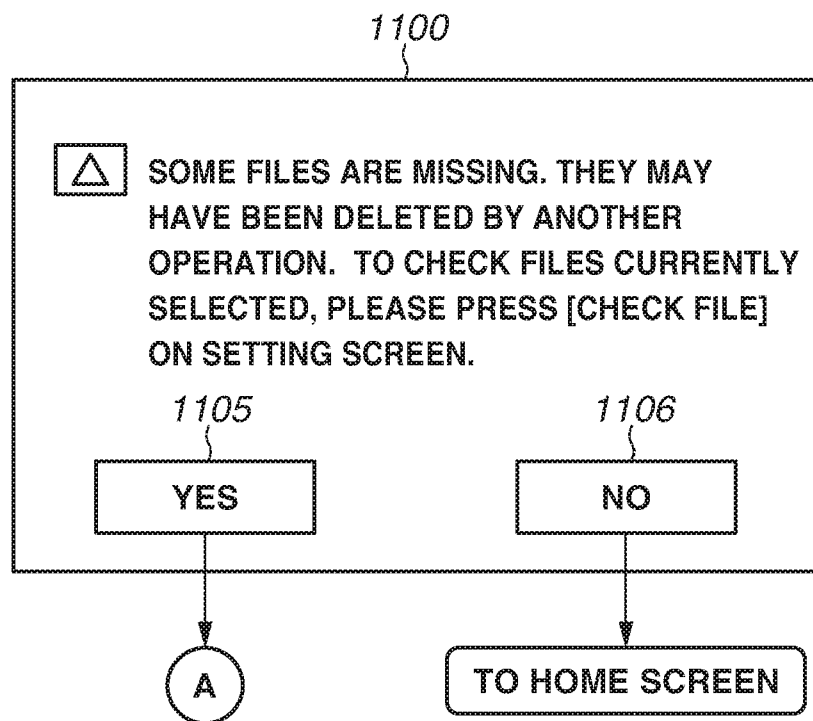 1100
SOME FILES ARE MISSING. THEY MAY
HAVE BEEN DELETED BY ANOTHER
OPERATION. TO CHECK FILES CURRENTLY
SELECTED, PLEASE PRESS [CHECK FILE]
ON SETTING SCREEN.
1105 1106
YES NO
A TO HOME SCREEN